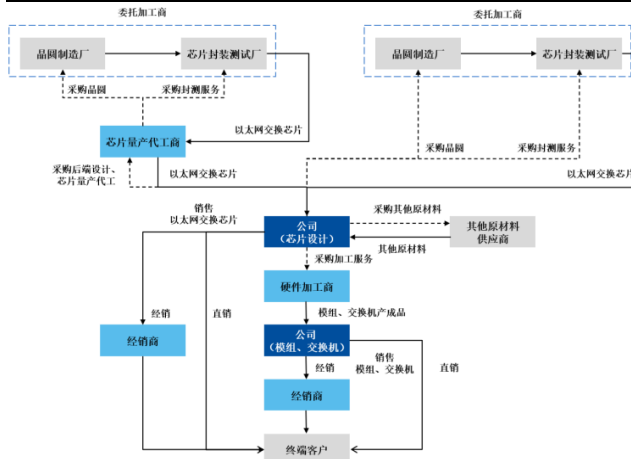 委托加工商
委托加工商
晶圆制造厂
芯片封装测试厂
晶圆制造厂
芯片封装测试厂
采购晶圆
采购封测服务
以太网交换芯片
芯片量产代工商
采购晶圆
采购封测服务
采购后端设计、
芯片量产代工
以太网交换芯片
以太网交换芯片
销售
以太网交换芯片
公司
（芯片设计）
采购其他原材料
其他原材料
其他原材料
供应商
采购加工服务
硬件加工商
经销
直销
模组、交换机产成品
经销商
公司
（模组、交换机）
经销
销售
模组、交换机
直销
经销商
终端客户